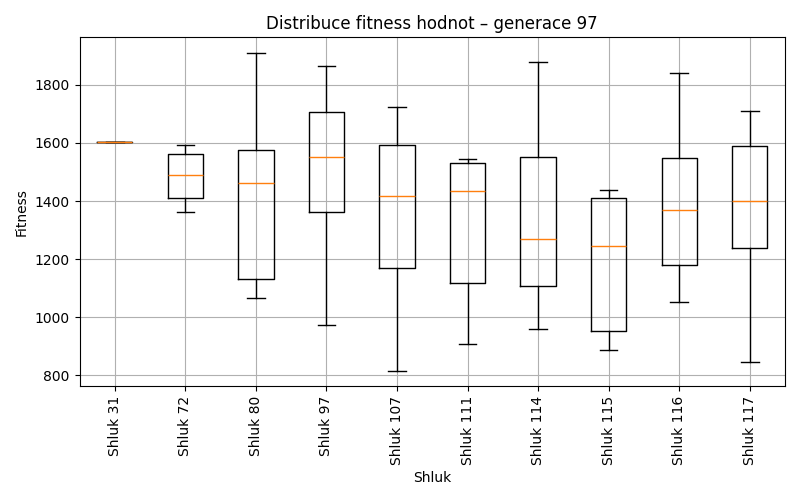 Distribuce fitness hodnot – generace 97
Fitness
1800
1600
1400
1200
1000
800
Shluk 31
Shluk 72
Shluk 80
Shluk 97
Shluk 107
Shluk 111
Shluk 114
Shluk 115
Shluk 116
Shluk 117
Shluk